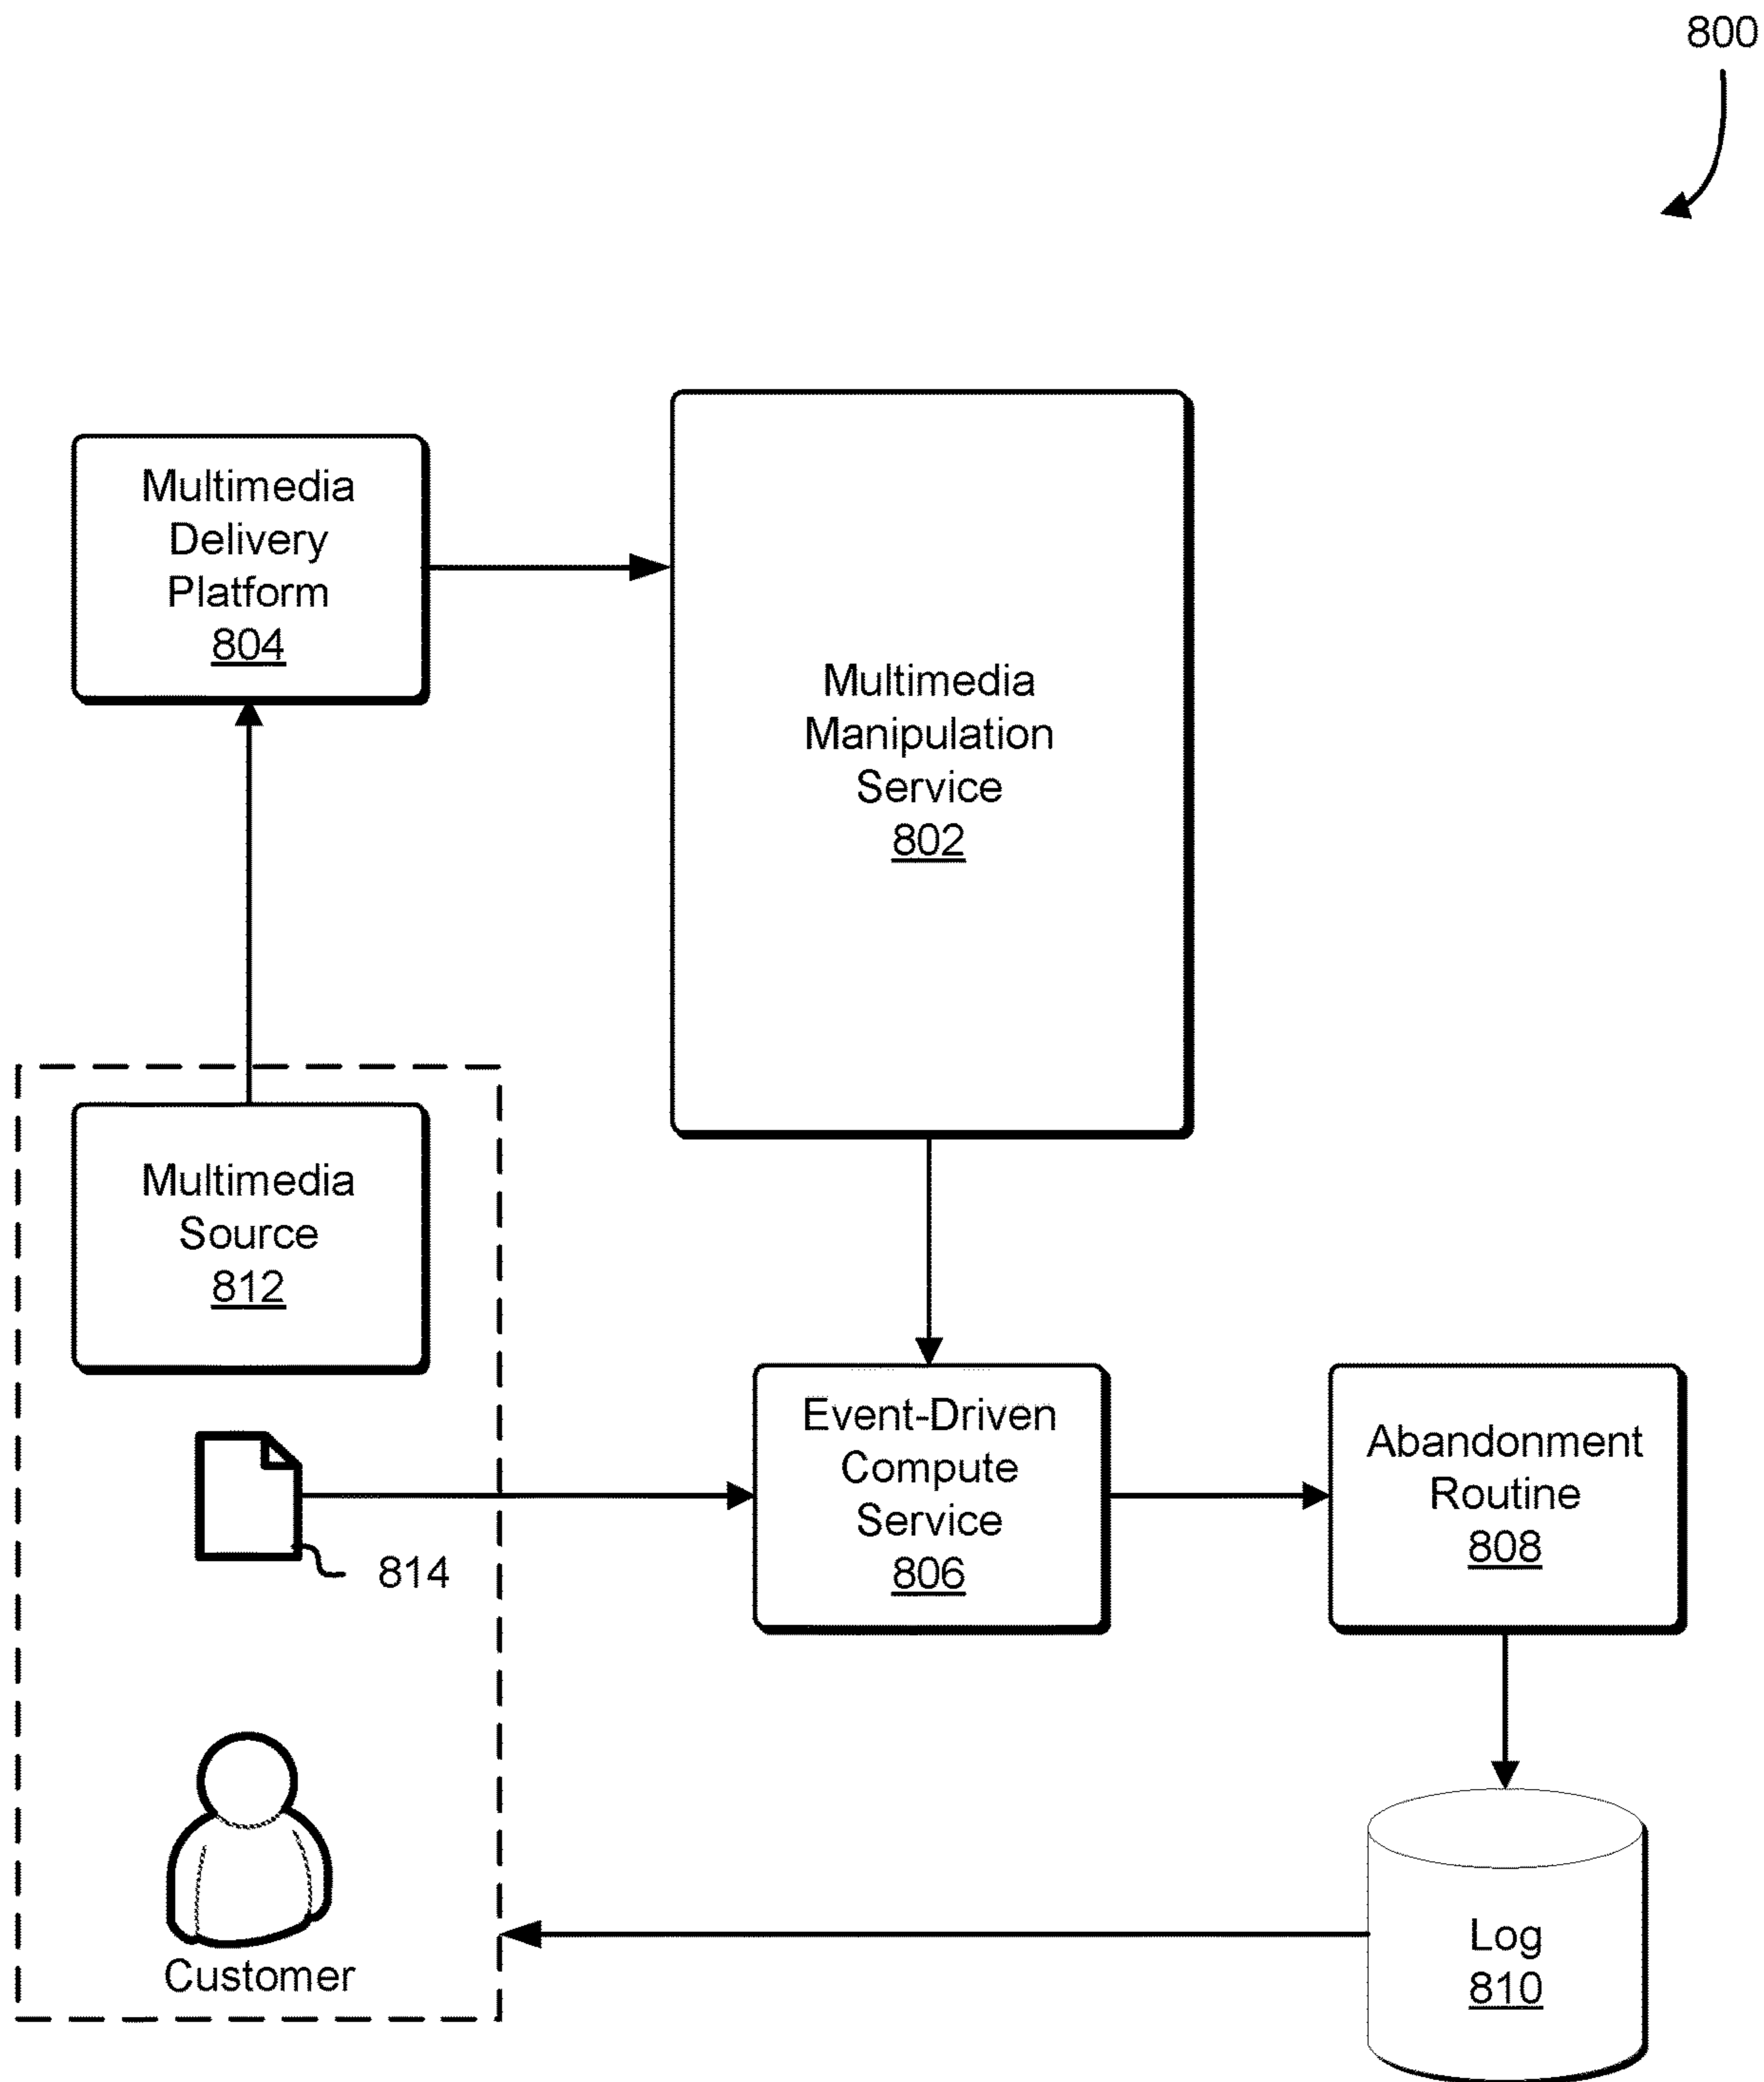 800
Multimedia
Delivery
Platform
804
Multimedia
Manipulation
Service
802
Multimedia
Source
812
814
Event-Driven
Compute
Service
806
Abandonment
Routine
808
Customer
Log
810